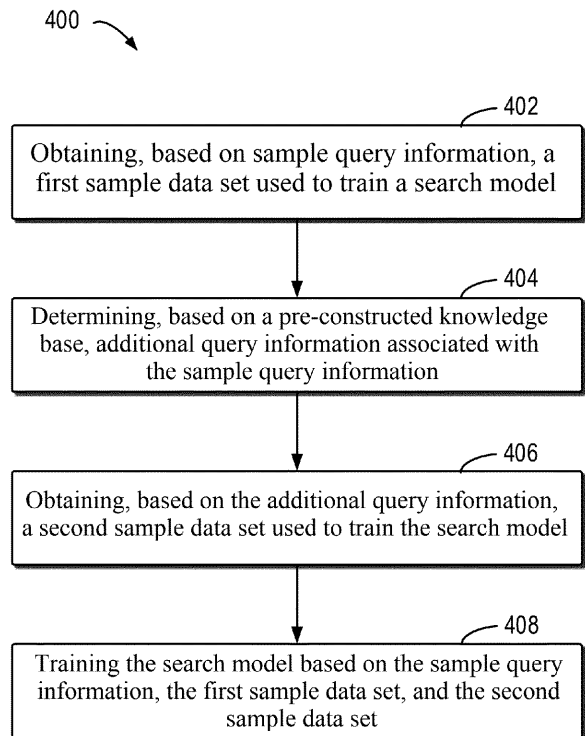 400
402
Obtaining, based on sample query information, a
first sample data set used to train a search model
404
Determining, based on a pre-constructed knowledge
base, additional query information associated with
the sample query information
406
Obtaining, based on the additional query information,
a second sample data set used to train the search model
408
Training the search model based on the sample query
information, the first sample data set, and the second
sample data set